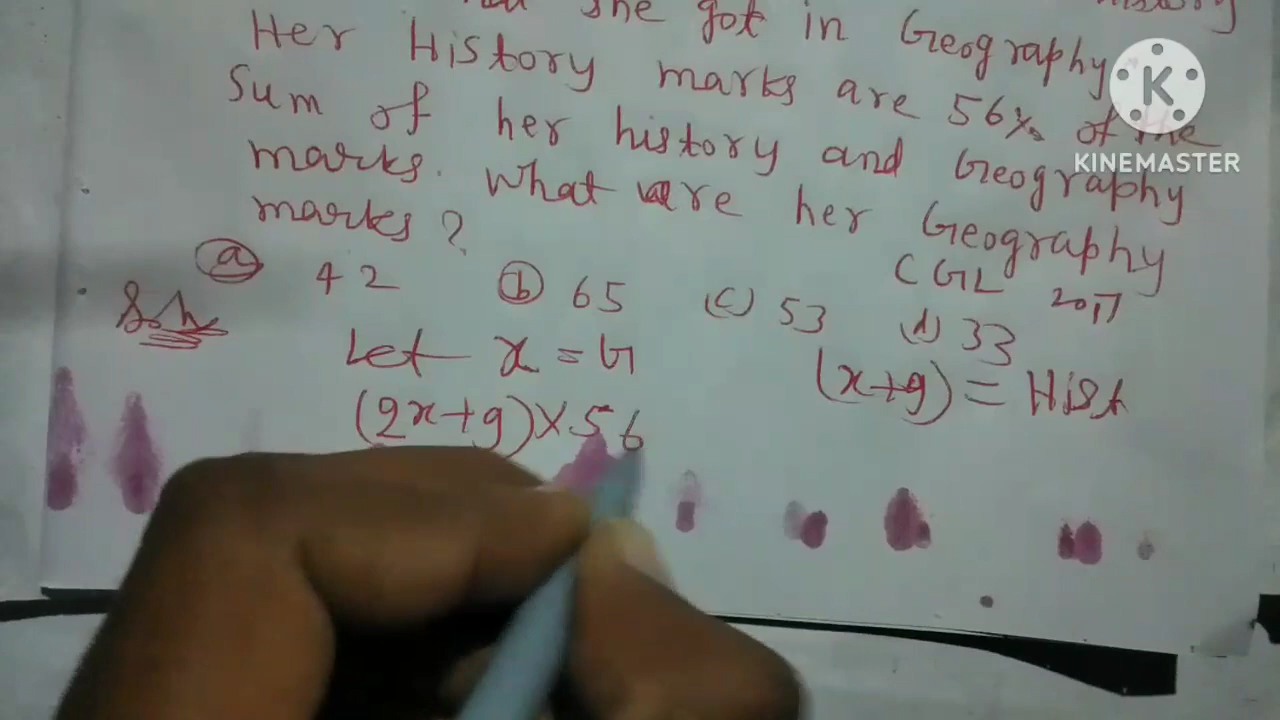 she got in Geography
Her History marks are 56% of the
Sum of her history and Geography
marks. What are her Geography
marks?
CGL 2017
(a) 42 (b) 65 (c) 53 (d) 33
Soln
Let x = G (x+9) = Hist
(2x+9)×56
K
KINEMASTER